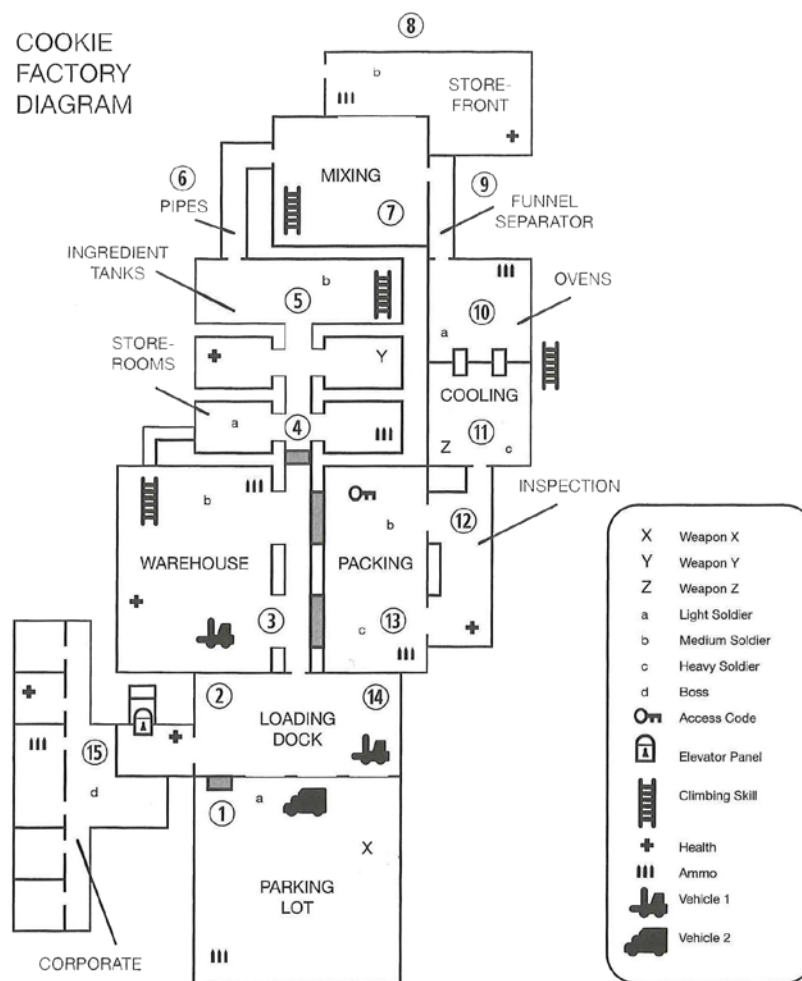 COOKIE
FACTORY
DIAGRAM
8
b
STORE-
FRONT
6
PIPES
MIXING
7
9
FUNNEL
SEPARATOR
INGREDIENT
TANKS
b
5
OVENS
10
a
STORE-
ROOMS
Y
COOLING
a
4
11
Z
c
INSPECTION
b
b
12
WAREHOUSE
PACKING
3
c
13
2
14
LOADING
DOCK
15
d
1
a
X
PARKING
LOT
CORPORATE
X Weapon X
Y Weapon Y
Z Weapon Z
a Light Soldier
b Medium Soldier
c Heavy Soldier
d Boss
Access Code
Elevator Panel
Climbing Skill
Health
Ammo
Vehicle 1
Vehicle 2